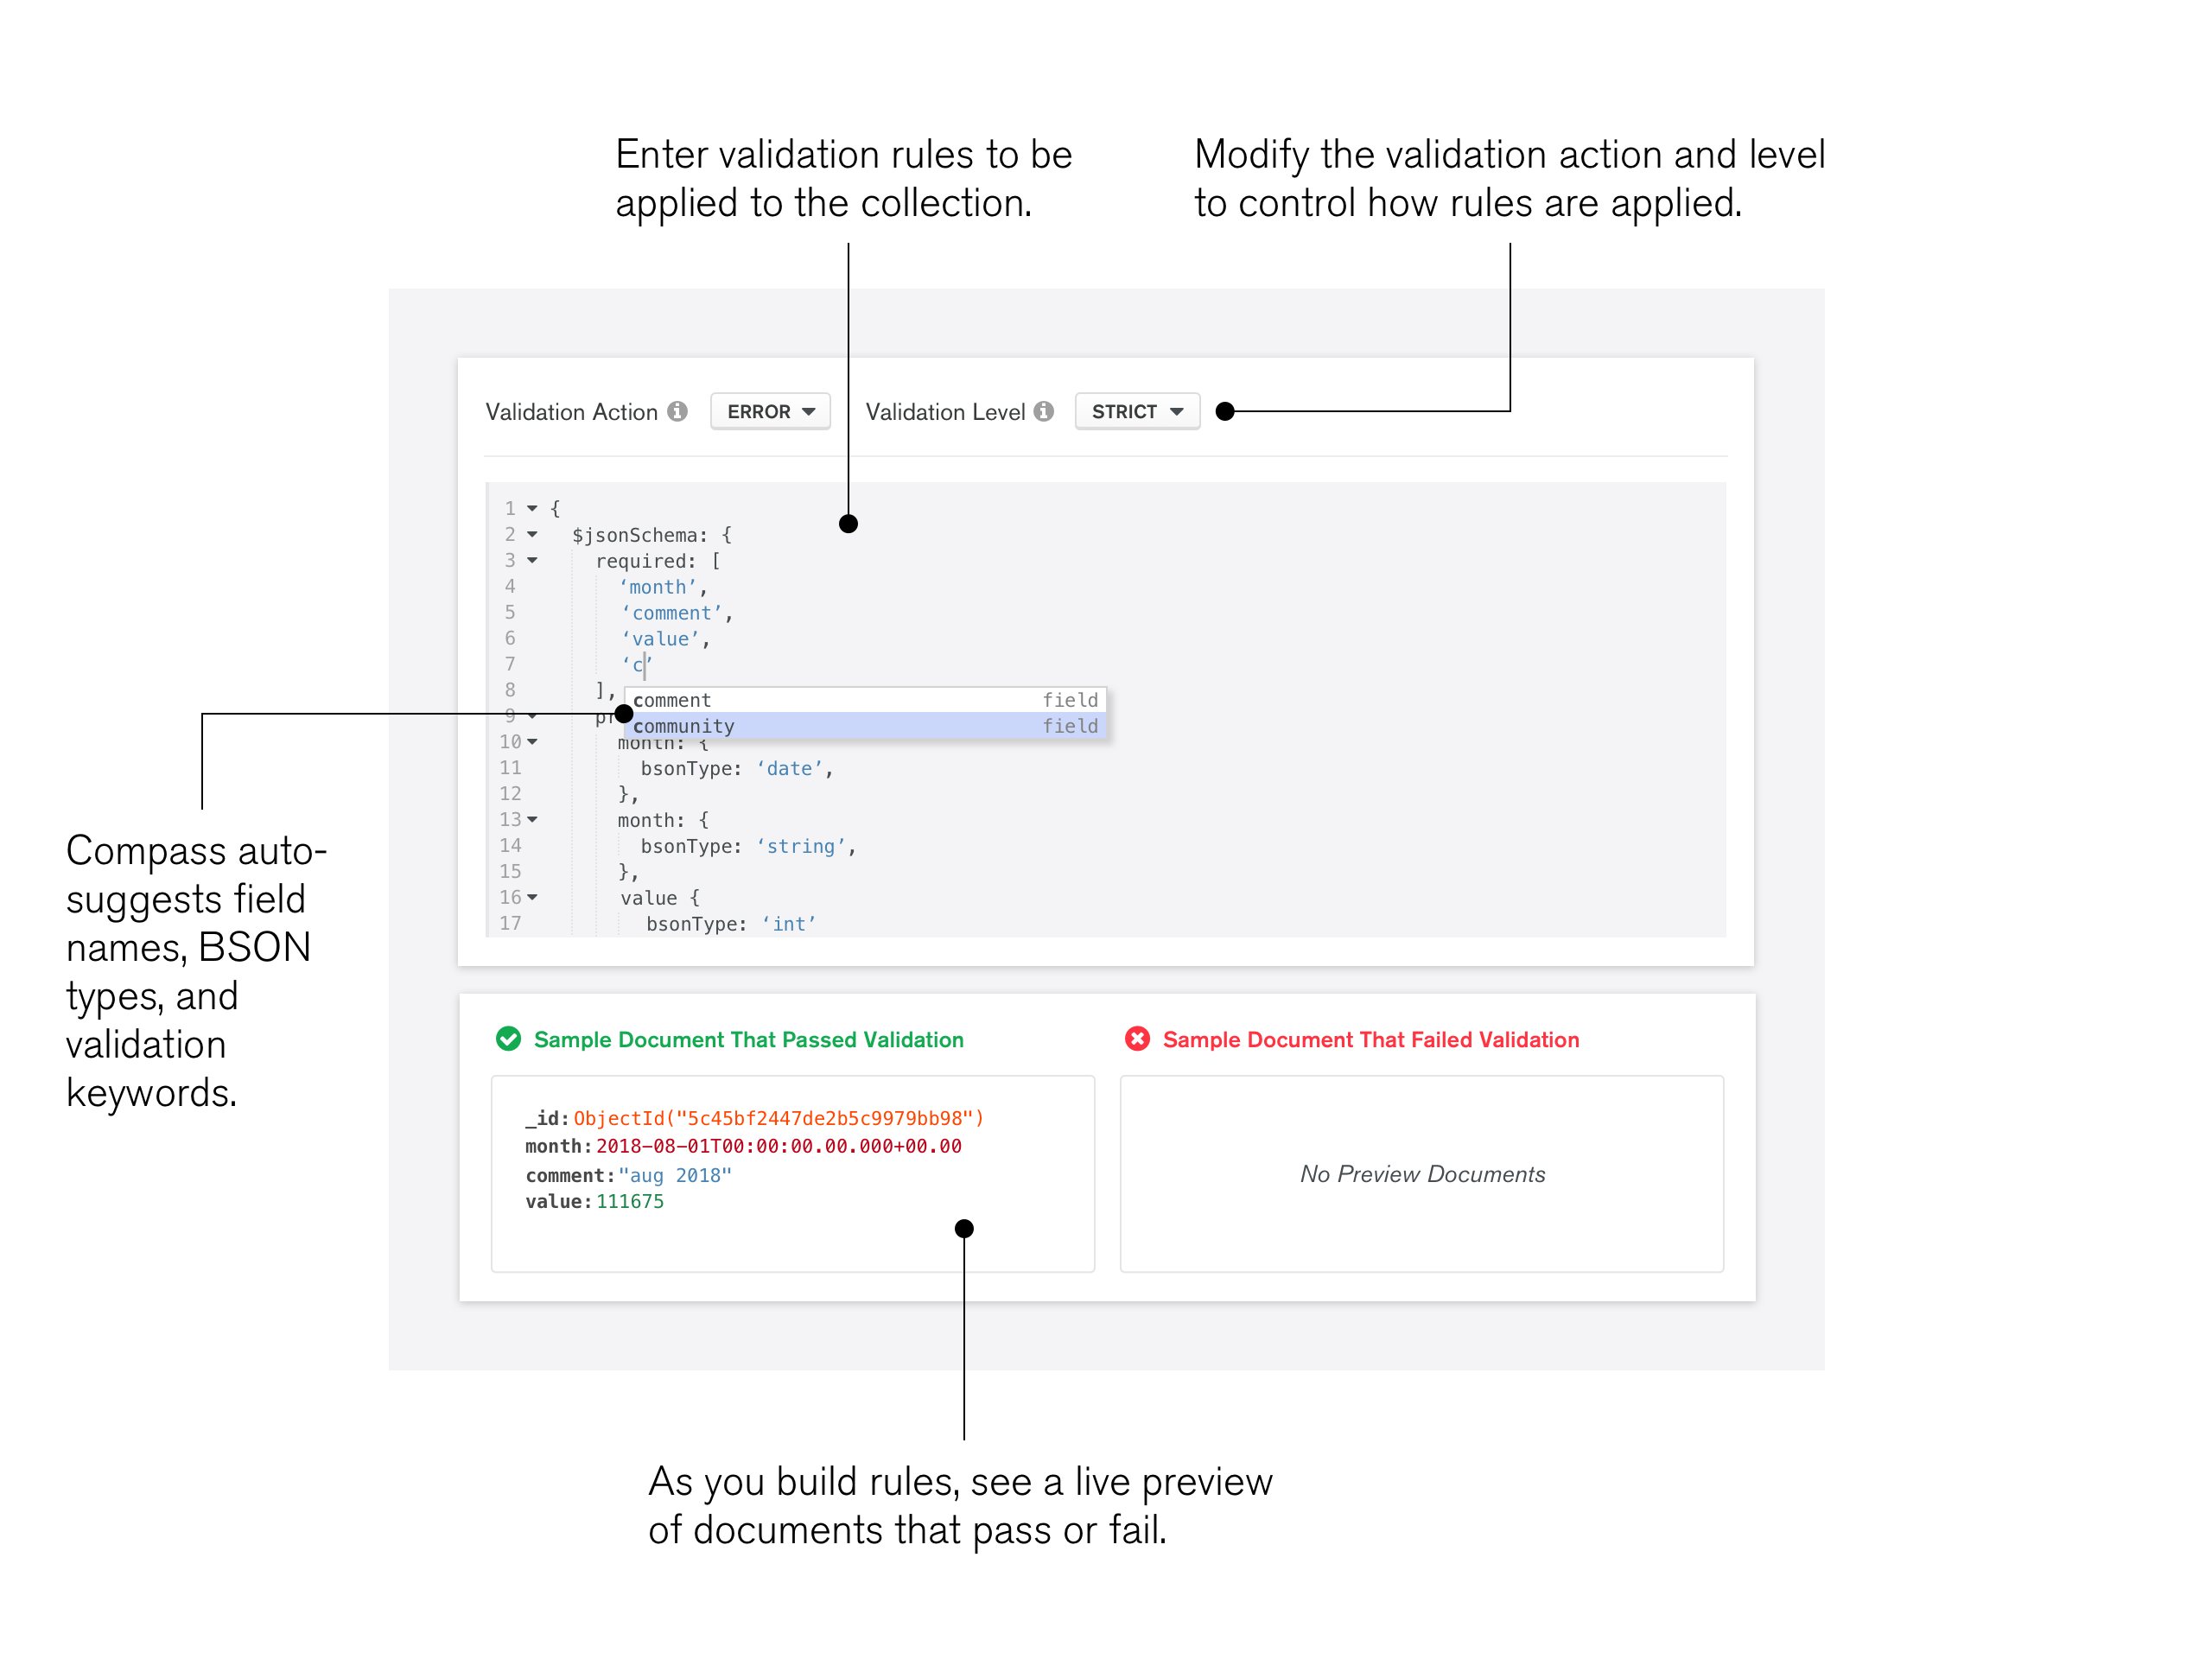 Enter validation rules to be
applied to the collection.
Modify the validation action and level
to control how rules are applied.
Validation Action ERROR Validation Level STRICT
1 {
2 $jsonSchema: {
3 required: [
4 ‘month’,
5 ‘comment’,
6 ‘value’,
7 ‘c’
8 ],
comment field
9 pr
community field
10 month: {
11 bsonType: ‘date’,
12 },
13 month: {
14 bsonType: ‘string’,
15 },
16 value {
17 bsonType: ‘int’
Compass auto-
suggests field
names, BSON
types, and
validation
keywords.
Sample Document That Passed Validation
_id: ObjectId("5c45bf2447de2b5c9979bb98")
month: 2018-08-01T00:00:00.00.000+00.00
comment: "aug 2018"
value: 111675
Sample Document That Failed Validation
No Preview Documents
As you build rules, see a live preview
of documents that pass or fail.